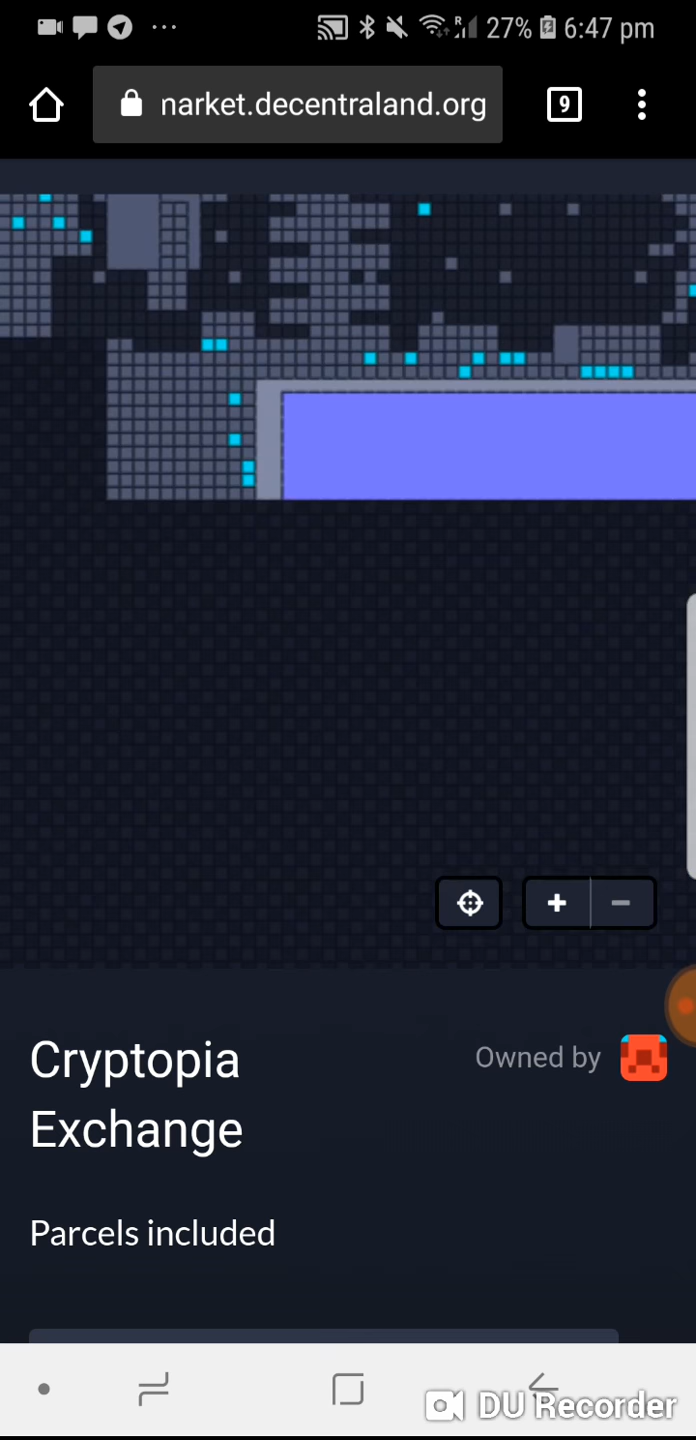 27% 6:47 pm
narket.decentraland.org
9
Cryptopia
Exchange
Owned by
Parcels included
DU Recorder